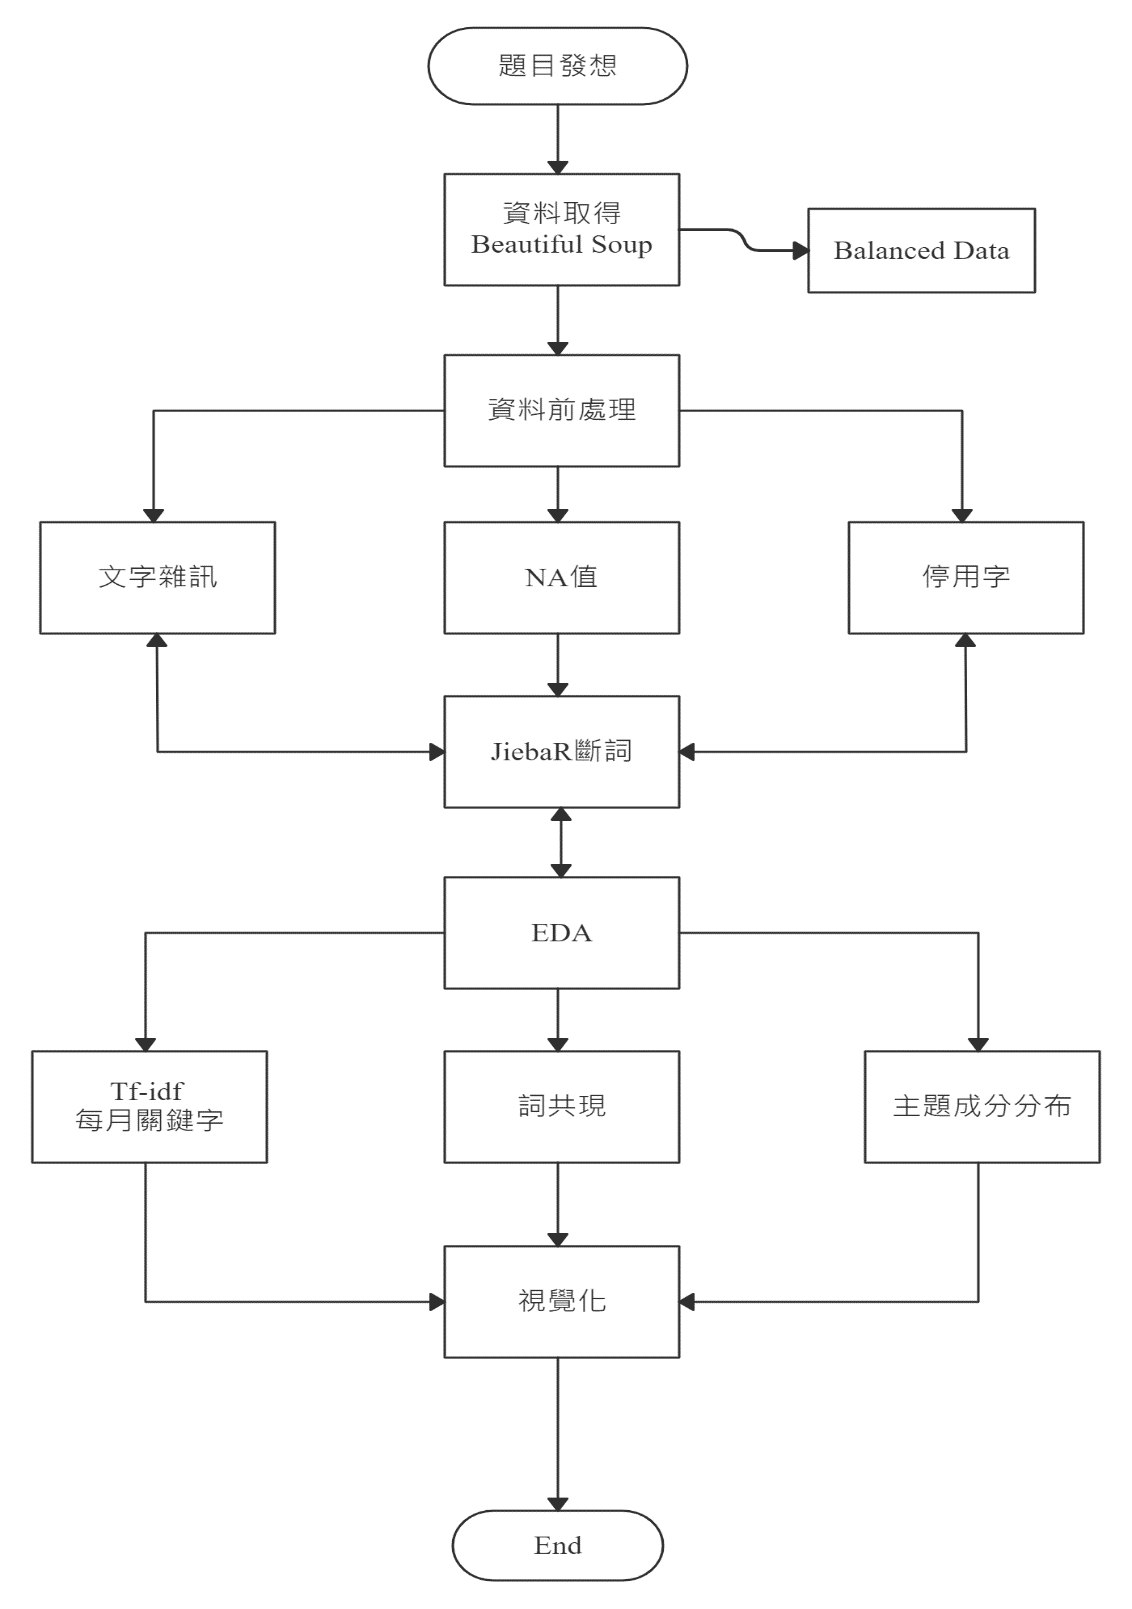 題目發想
資料取得
Beautiful Soup
Balanced Data
資料前處理
文字雜訊
NA值
停用字
JiebaR斷詞
EDA
Tf-idf
每月關鍵字
詞共現
主題成分分布
視覺化
End